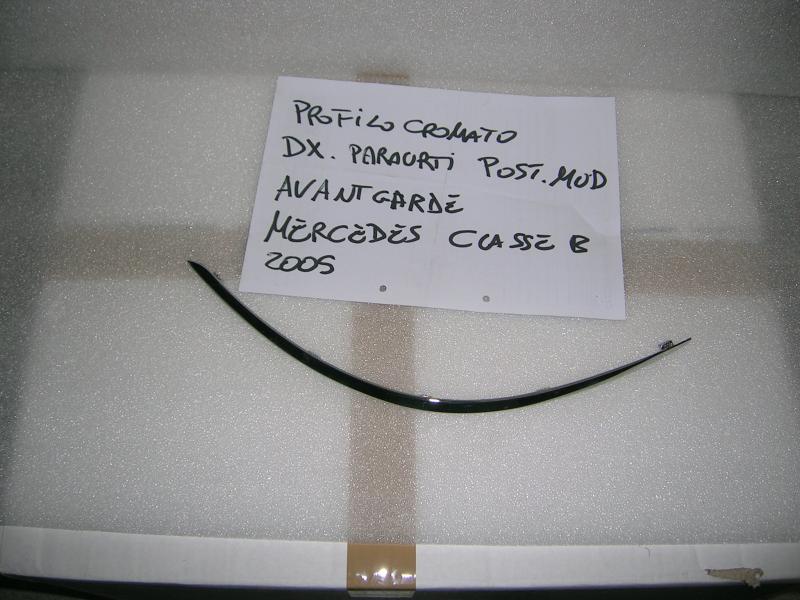 PROFILO CROMATO
DX. PARAURTI POST. MOD
AVANTGARDE
MERCEDES CLASSE B
2005